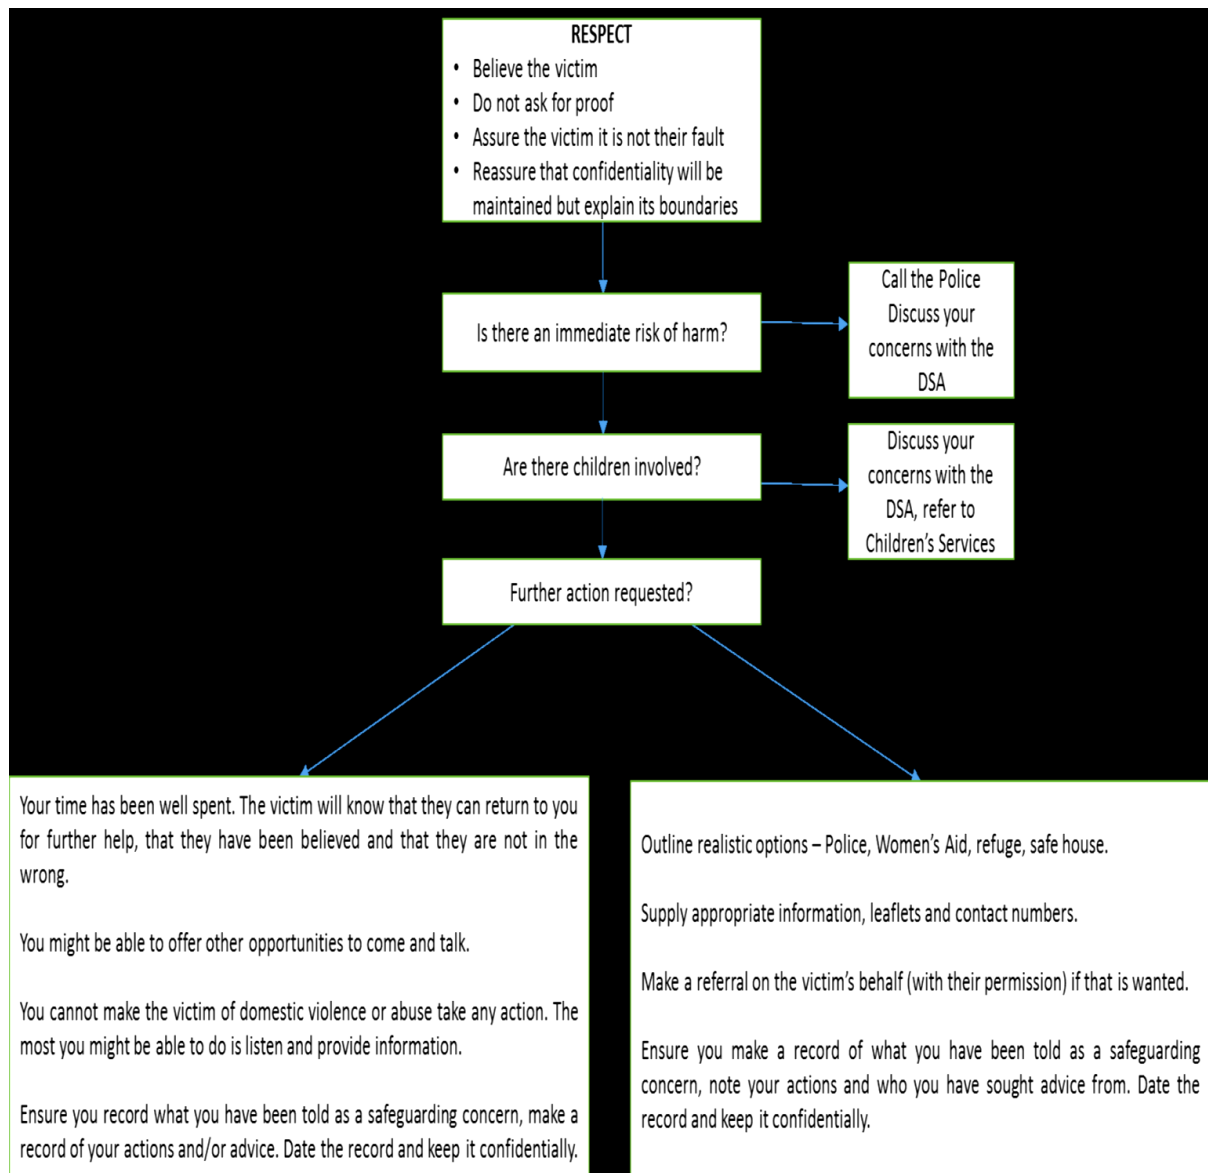 RESPECT
• Believe the victim
• Do not ask for proof
• Assure the victim it is not their fault
• Reassure that confidentiality will be
maintained but explain its boundaries
Is there an immediate risk of harm?
Call the Police
Discuss your
concerns with the
DSA
Are there children involved?
Discuss your
concerns with the
DSA, refer to
Children’s Services
Further action requested?
Your time has been well spent. The victim will know that they can return to you
for further help, that they have been believed and that they are not in the
wrong.
You might be able to offer other opportunities to come and talk.
You cannot make the victim of domestic violence or abuse take any action. The
most you might be able to do is listen and provide information.
Ensure you record what you have been told as a safeguarding concern, make a
record of your actions and/or advice. Date the record and keep it confidentially.
Outline realistic options – Police, Women’s Aid, refuge, safe house.
Supply appropriate information, leaflets and contact numbers.
Make a referral on the victim’s behalf (with their permission) if that is wanted.
Ensure you make a record of what you have been told as a safeguarding
concern, note your actions and who you have sought advice from. Date the
record and keep it confidentially.